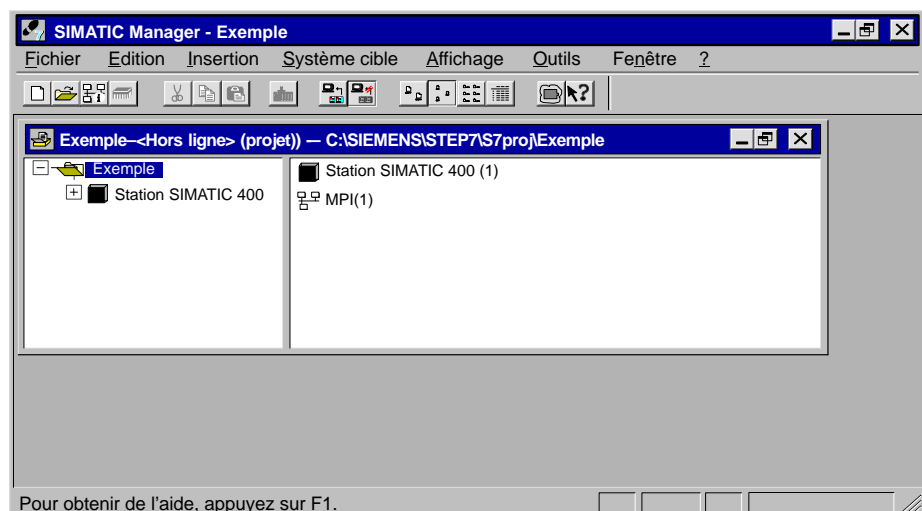 SIMATIC Manager - Exemple
Fichier Edition Insertion Système cible Affichage Outils Fenêtre ?
Exemple–<Hors ligne> (projet)) — C:\SIEMENS\STEP7\S7proj\Exemple
Exemple
Station SIMATIC 400 (1)
Station SIMATIC 400
MPI(1)
Pour obtenir de l'aide, appuyez sur F1.